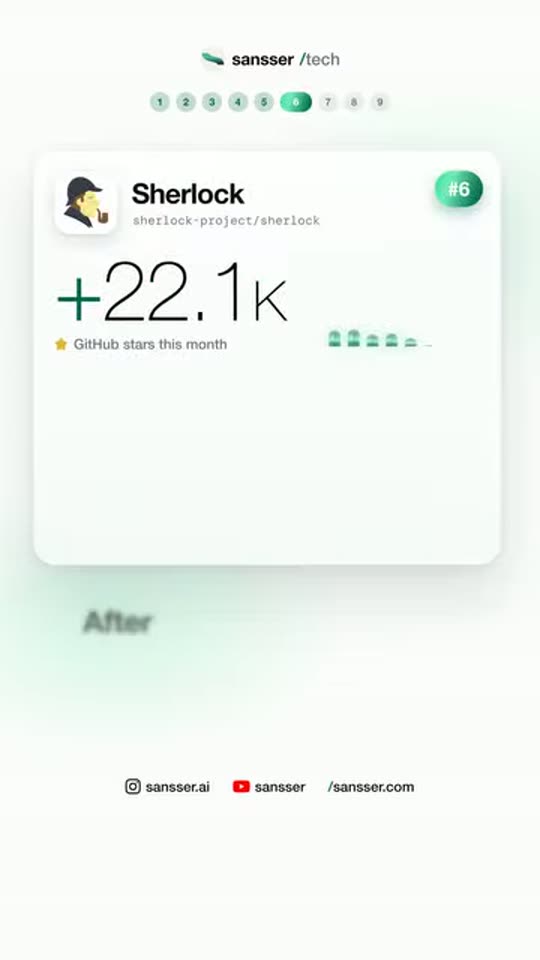 sansser /tech
1 2 3 4 5 6 7 8 9
Sherlock
#6
sherlock-project/sherlock
+22.1K
GitHub stars this month
After
sansser.ai sansser /sansser.com